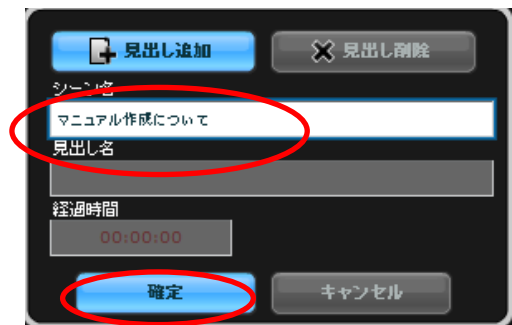 見出し追加
見出し削除
シーン名
マニュアル作成について
見出し名
経過時間
00:00:00
確定
キャンセル